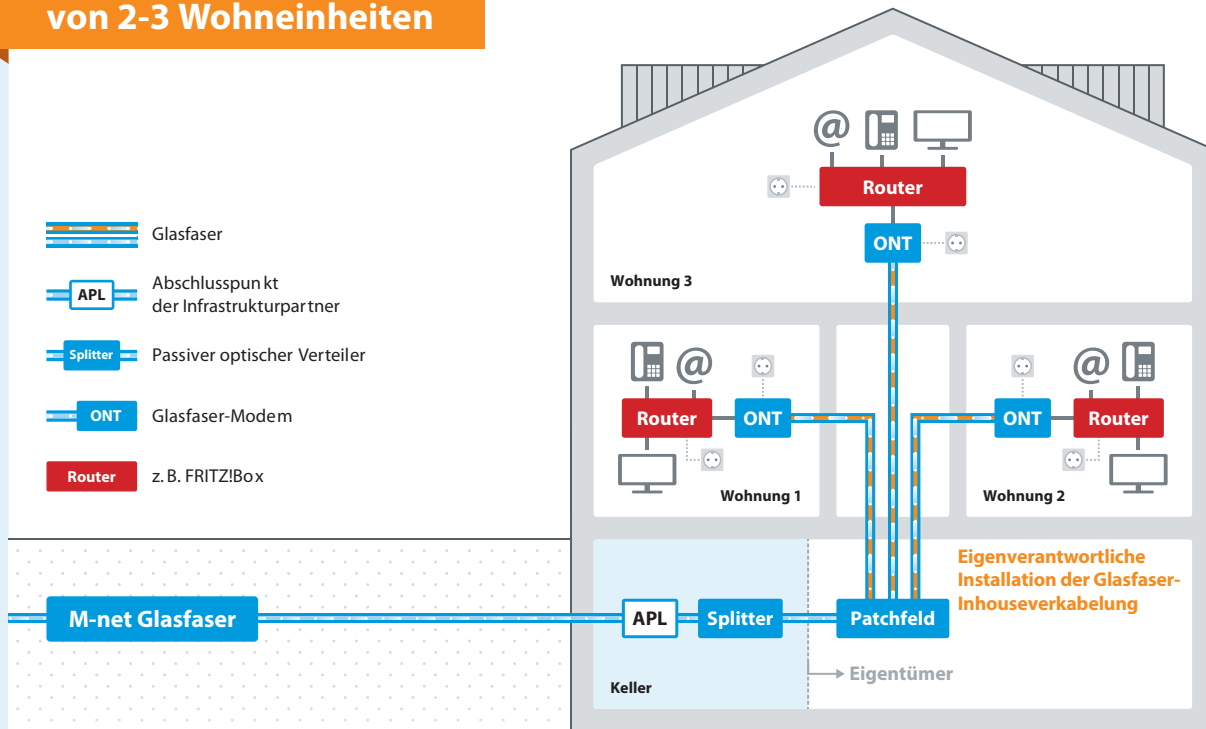 von 2-3 Wohneinheiten
Glasfaser
APL
Abschlusspunkt
der Infrastrukturpartner
Splitter
Passiver optischer Verteiler
ONT
Glasfaser-Modem
Router
z. B. FRITZ!Box
@
Router
ONT
Wohnung 3
@
Router
ONT
Wohnung 1
@
ONT
Router
Wohnung 2
M-net Glasfaser
APL
Splitter
Patchfeld
Eigenverantwortliche
Installation der Glasfaser-
Inhouseverkabelung
Eigentümer
Keller